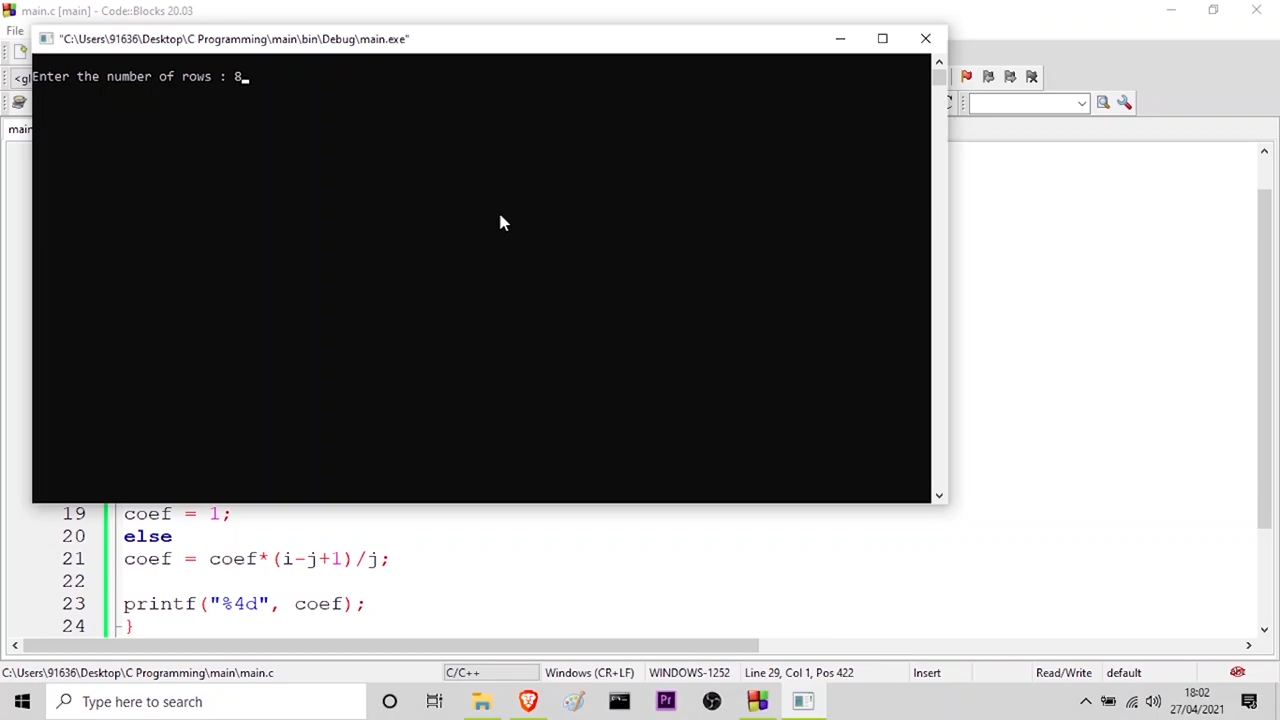 main.c [main] - Code::Blocks 20.03
File
"C:\Users\91636\Desktop\C Programming\main\bin\Debug\main.exe"
Enter the number of rows : 8
<gl
main
19 coef = 1;
20 else
21 coef = coef*(i-j+1)/j;
22
23 printf("%4d", coef);
24 }
C:\Users\91636\Desktop\C Programming\main\main.c C/C++ Windows (CR+LF) WINDOWS-1252 Line 29, Col 1, Pos 422 Insert Read/Write default
Type here to search
Pr
18:02
27/04/2021